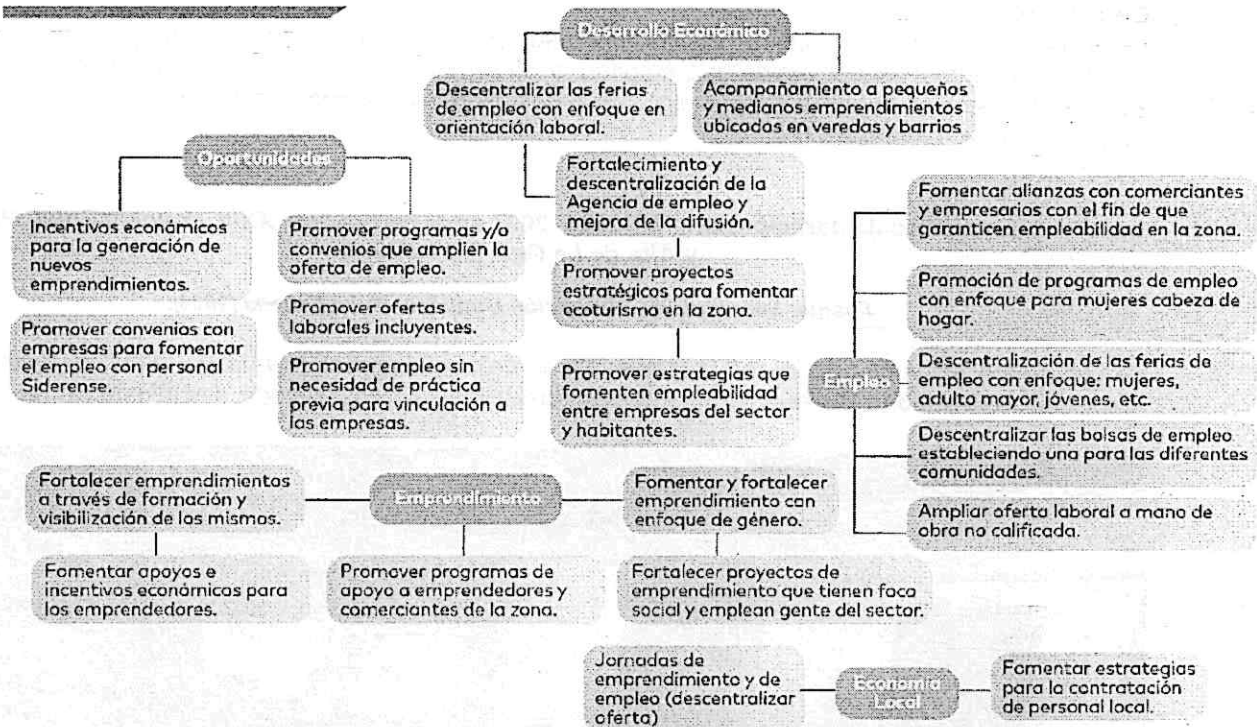 Desarrollo Económico
Descentralizar las ferias
de empleo con enfoque en
orientación laboral.
Acompañamiento a pequeños
y medianos emprendimientos
ubicados en veredas y barrios
Fortalecimiento y
descentralización de la
Agencia de empleo y
mejora de la difusión.
Promover proyectos
estratégicos para fomentar
ecoturismo en la zona.
Promover estrategias que
fomenten empleabilidad
entre empresas del sector
y habitantes.
Oportunidades
Incentivos económicos
para la generación de
nuevos
emprendimientos.
Promover convenios con
empresas para fomentar
el empleo con personal
Siderense.
Promover programas y/o
convenios que amplien la
oferta de empleo.
Promover ofertas
laborales incluyentes.
Promover empleo sin
necesidad de práctica
previa para vinculación a
las empresas.
Empleo
Fomentar alianzas con comerciantes
y empresarios con el fin de que
garanticen empleabilidad en la zona.
Promoción de programas de empleo
con enfoque para mujeres cabeza de
hogar.
Descentralización de las ferias de
empleo con enfoque: mujeres,
adulto mayor, jóvenes, etc.
Descentralizar las bolsas de empleo
estableciendo una para las diferentes
comunidades.
Ampliar oferta laboral a mano de
obra no calificada.
Emprendimiento
Fortalecer emprendimientos
a través de formación y
visibilización de los mismos.
Fomentar apoyos e
incentivos económicos para
los emprendedores.
Promover programas de
apoyo a emprendedores y
comerciantes de la zona.
Fomentar y fortalecer
emprendimiento con
enfoque de género.
Fortalecer proyectos de
emprendimiento que tienen foco
social y emplean gente del sector.
Jornadas de
emprendimiento y de
empleo (descentralizar
oferta)
Economía
Local
Fomentar estrategias
para la contratación
de personal local.